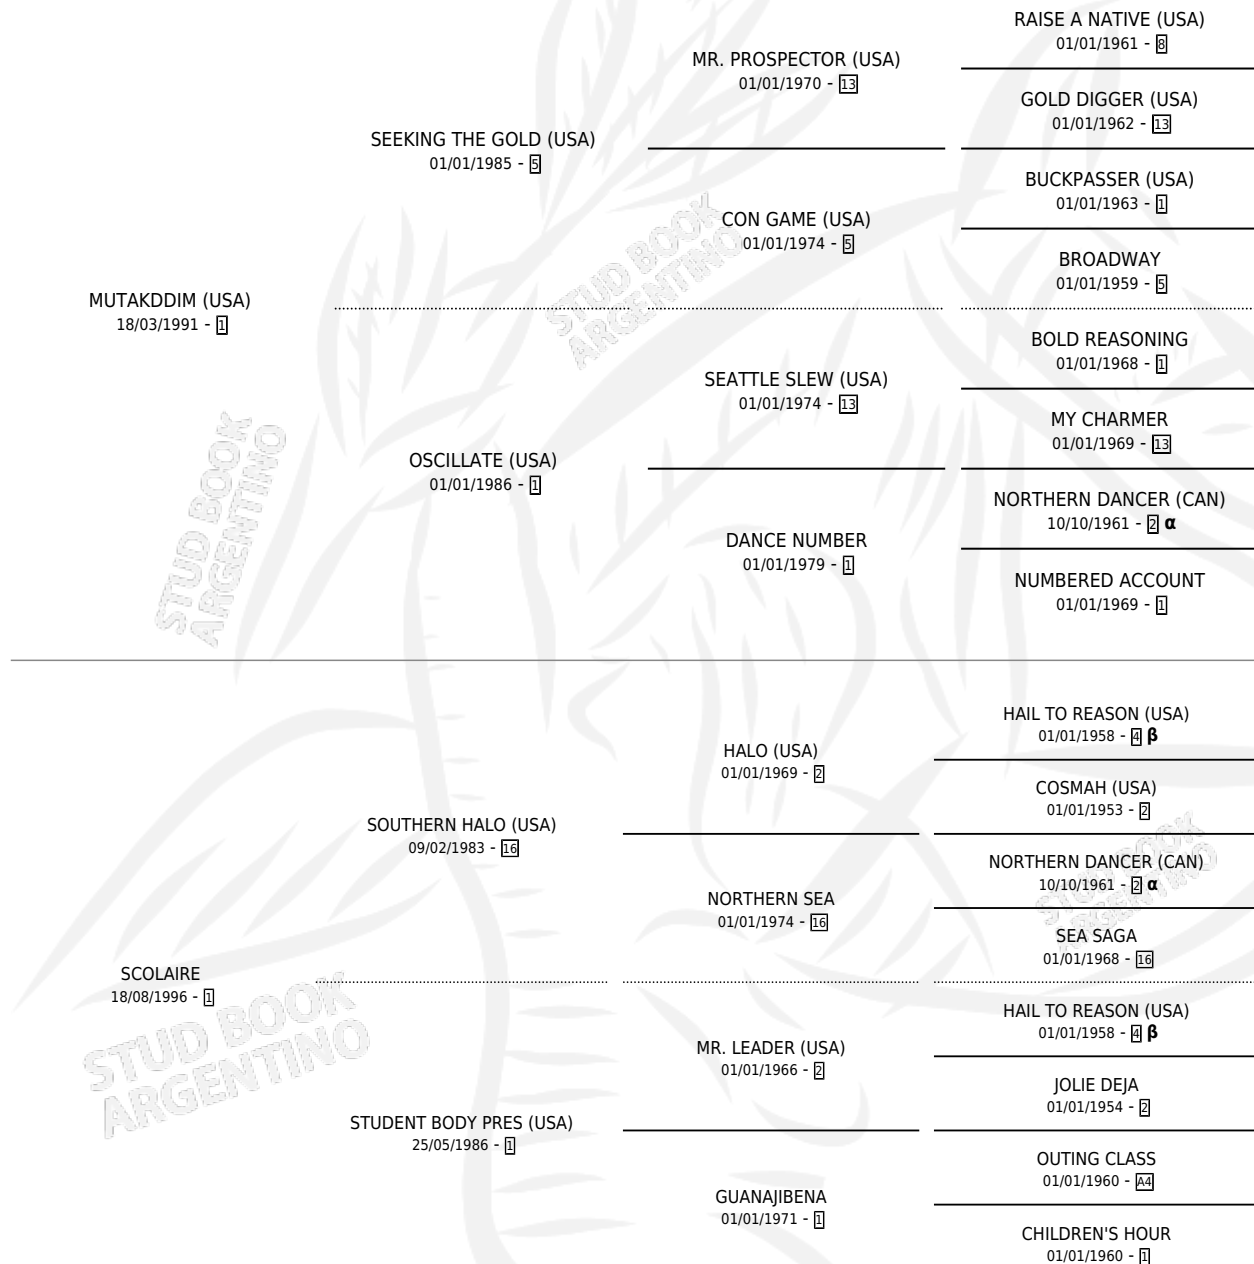 RAISE A NATIVE (USA)
01/01/1961 - 8
MR. PROSPECTOR (USA)
01/01/1970 - 13
GOLD DIGGER (USA)
01/01/1962 - 13
SEEKING THE GOLD (USA)
01/01/1985 - 5
BUCKPASSER (USA)
01/01/1963 - 1
CON GAME (USA)
01/01/1974 - 5
BROADWAY
01/01/1959 - 5
MUTAKDDIM (USA)
18/03/1991 - 1
BOLD REASONING
01/01/1968 - 1
SEATTLE SLEW (USA)
01/01/1974 - 13
MY CHARMER
01/01/1969 - 13
OSCILLATE (USA)
01/01/1986 - 1
NORTHERN DANCER (CAN)
10/10/1961 - 2 α
DANCE NUMBER
01/01/1979 - 1
NUMBERED ACCOUNT
01/01/1969 - 1
HAIL TO REASON (USA)
01/01/1958 - 4 β
HALO (USA)
01/01/1969 - 2
COSMAH (USA)
01/01/1953 - 2
SOUTHERN HALO (USA)
09/02/1983 - 16
NORTHERN DANCER (CAN)
10/10/1961 - 2 α
NORTHERN SEA
01/01/1974 - 16
SEA SAGA
01/01/1968 - 16
SCOLAIRE
18/08/1996 - 1
HAIL TO REASON (USA)
01/01/1958 - 4 β
MR. LEADER (USA)
01/01/1966 - 2
JOLIE DEJA
01/01/1954 - 2
STUDENT BODY PRES (USA)
25/05/1986 - 1
OUTING CLASS
01/01/1960 - A4
GUANAJIBENA
01/01/1971 - 1
CHILDREN'S HOUR
01/01/1960 - 1
STUD BOOK
ARGENTINO
STUD BOOK
ARGENTINO
STUD BOOK
ARGENTINO
STUD BOOK
ARGENTINO